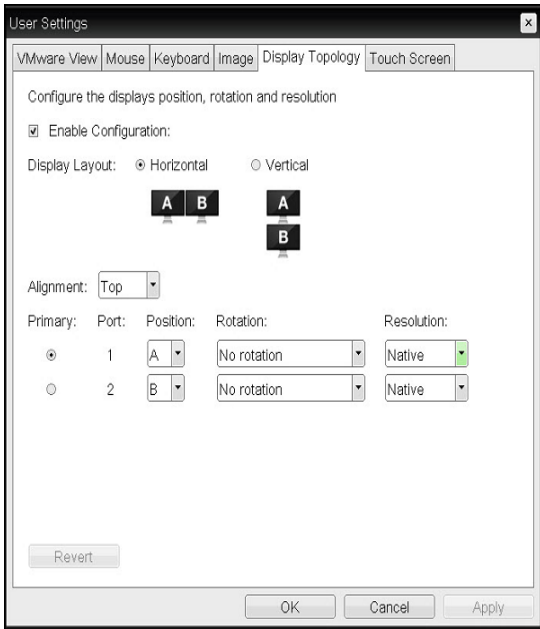 User Settings
VMware View Mouse Keyboard Image Display Topology Touch Screen
Configure the displays position, rotation and resolution
Enable Configuration:
Display Layout: Horizontal Vertical
A B A
B
Alignment: Top
Primary: Port: Position: Rotation: Resolution:
1 A No rotation Native
2 B No rotation Native
Revert
OK Cancel Apply